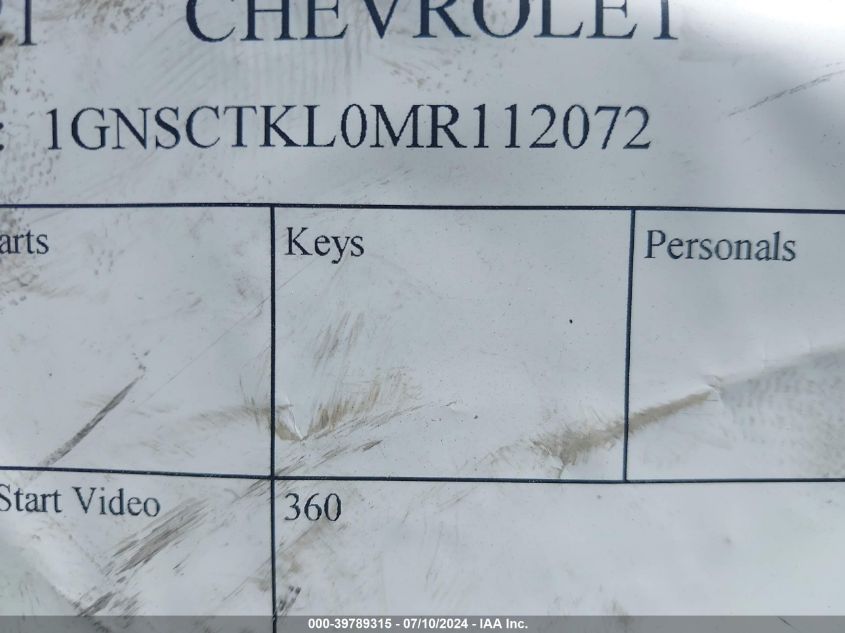 CHEVROLET
: 1GNSCTKL0MR112072
arts Keys Personals
Start Video 360
000-39789315 - 07/10/2024 - IAA Inc.